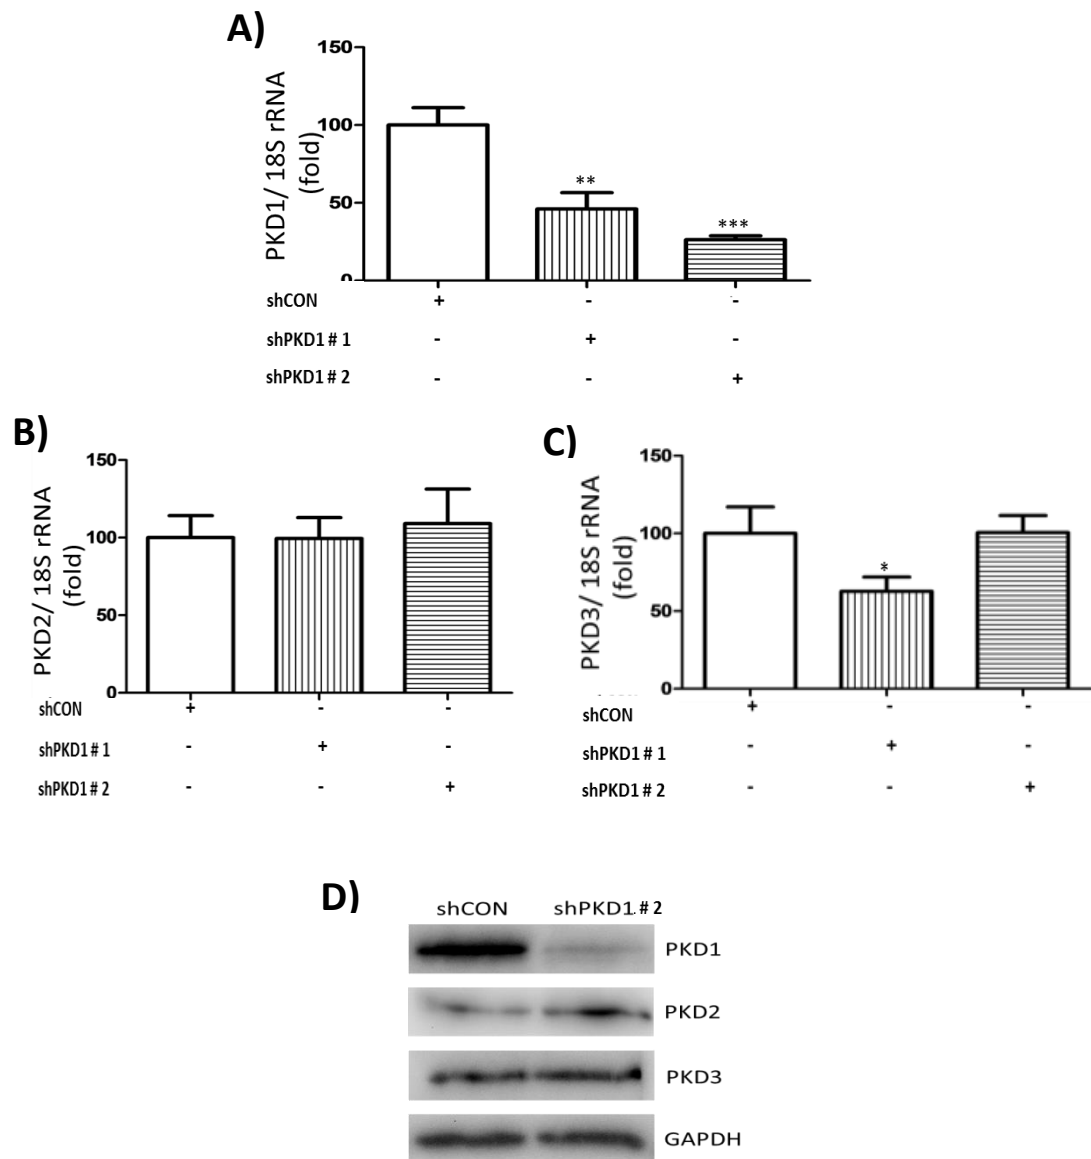 A)
PKD1/ 18S rRNA
(fold)
150
100
50
0
**
***
shCON + - -
shPKD1 # 1 - + -
shPKD1 # 2 - - +
B)
PKD2/ 18S rRNA
(fold)
150
100
50
0
shCON + - -
shPKD1 # 1 - + -
shPKD1 # 2 - - +
C)
PKD3/ 18S rRNA
(fold)
150
100
50
0
*
shCON + - -
shPKD1 # 1 - + -
shPKD1 # 2 - - +
D)
shCON shPKD1 # 2
PKD1
PKD2
PKD3
GAPDH